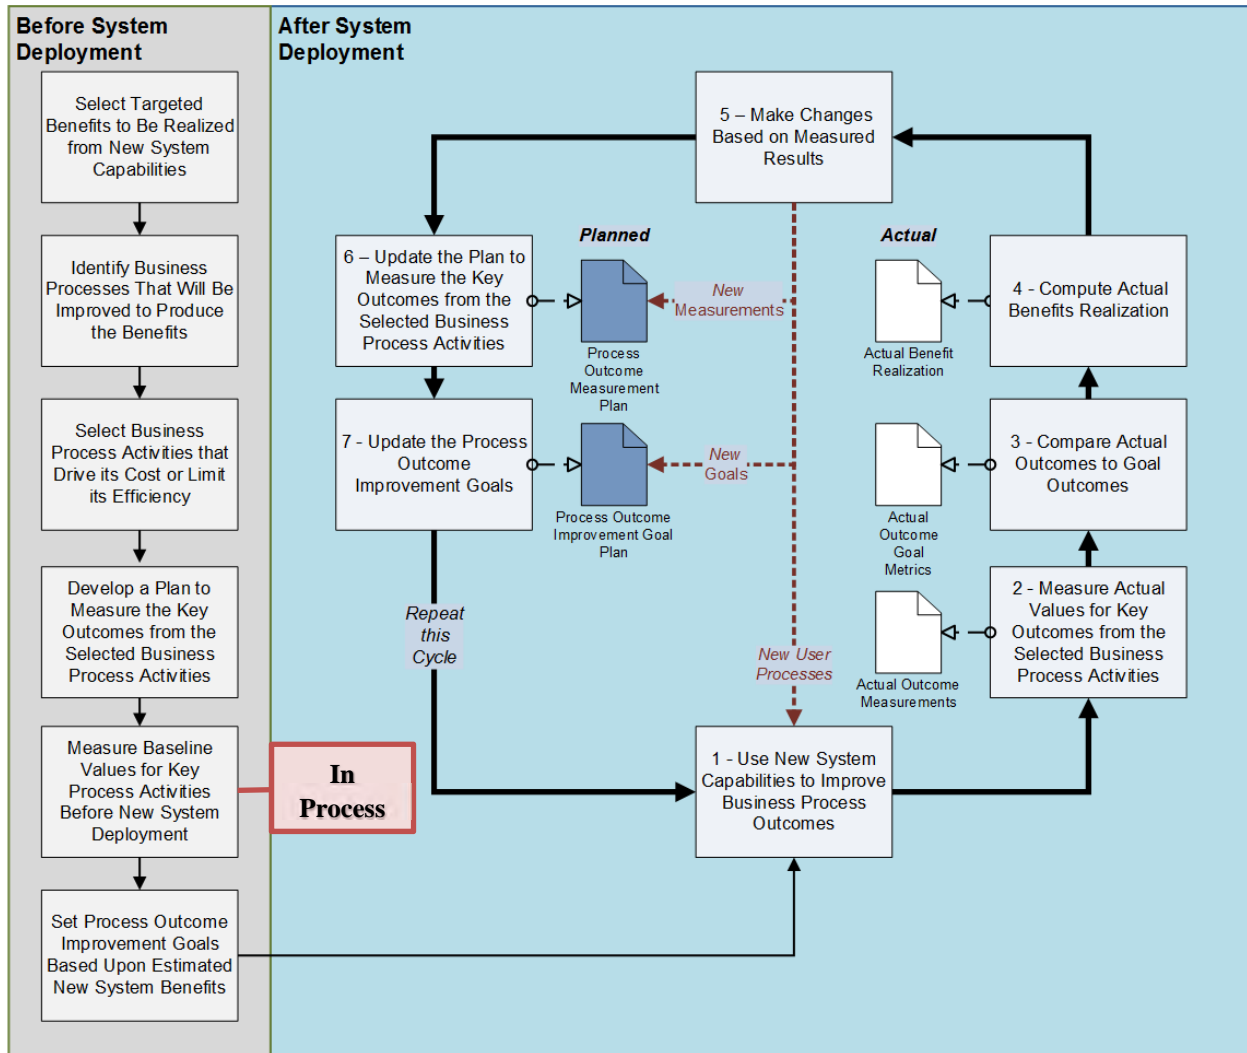 Before System
Deployment
Select Targeted
Benefits to Be Realized
from New System
Capabilities
Identify Business
Processes That Will Be
Improved to Produce
the Benefits
Select Business
Process Activities that
Drive its Cost or Limit
its Efficiency
Develop a Plan to
Measure the Key
Outcomes from the
Selected Business
Process Activities
Measure Baseline
Values for Key
Process Activities
Before New System
Deployment
In
Process
Set Process Outcome
Improvement Goals
Based Upon Estimated
New System Benefits
After System
Deployment
5 – Make Changes
Based on Measured
Results
6 – Update the Plan to
Measure the Key
Outcomes from the
Selected Business
Process Activities
Planned
Process
Outcome
Measurement
Plan
New
Measurements
7 - Update the Process
Outcome
Improvement Goals
Process Outcome
Improvement Goal
Plan
New
Goals
Repeat
this
Cycle
New User
Processes
Actual
Actual Benefit
Realization
4 - Compute Actual
Benefits Realization
Actual
Outcome
Goal
Metrics
3 - Compare Actual
Outcomes to Goal
Outcomes
Actual Outcome
Measurements
2 - Measure Actual
Values for Key
Outcomes from the
Selected Business
Process Activities
1 - Use New System
Capabilities to Improve
Business Process
Outcomes